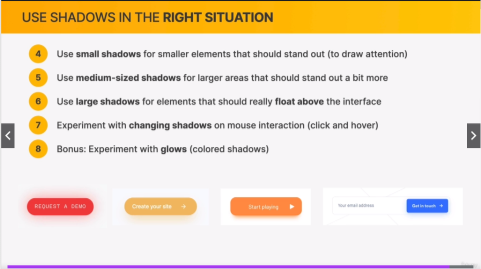 USE SHADOWS IN THE RIGHT SITUATION
4 Use small shadows for smaller elements that should stand out (to draw attention)
5 Use medium-sized shadows for larger areas that should stand out a bit more
6 Use large shadows for elements that should really float above the interface
7 Experiment with changing shadows on mouse interaction (click and hover)
8 Bonus: Experiment with glows (colored shadows)
REQUEST A DEMO
Create your site →
Start playing
Your email address
Get in touch →